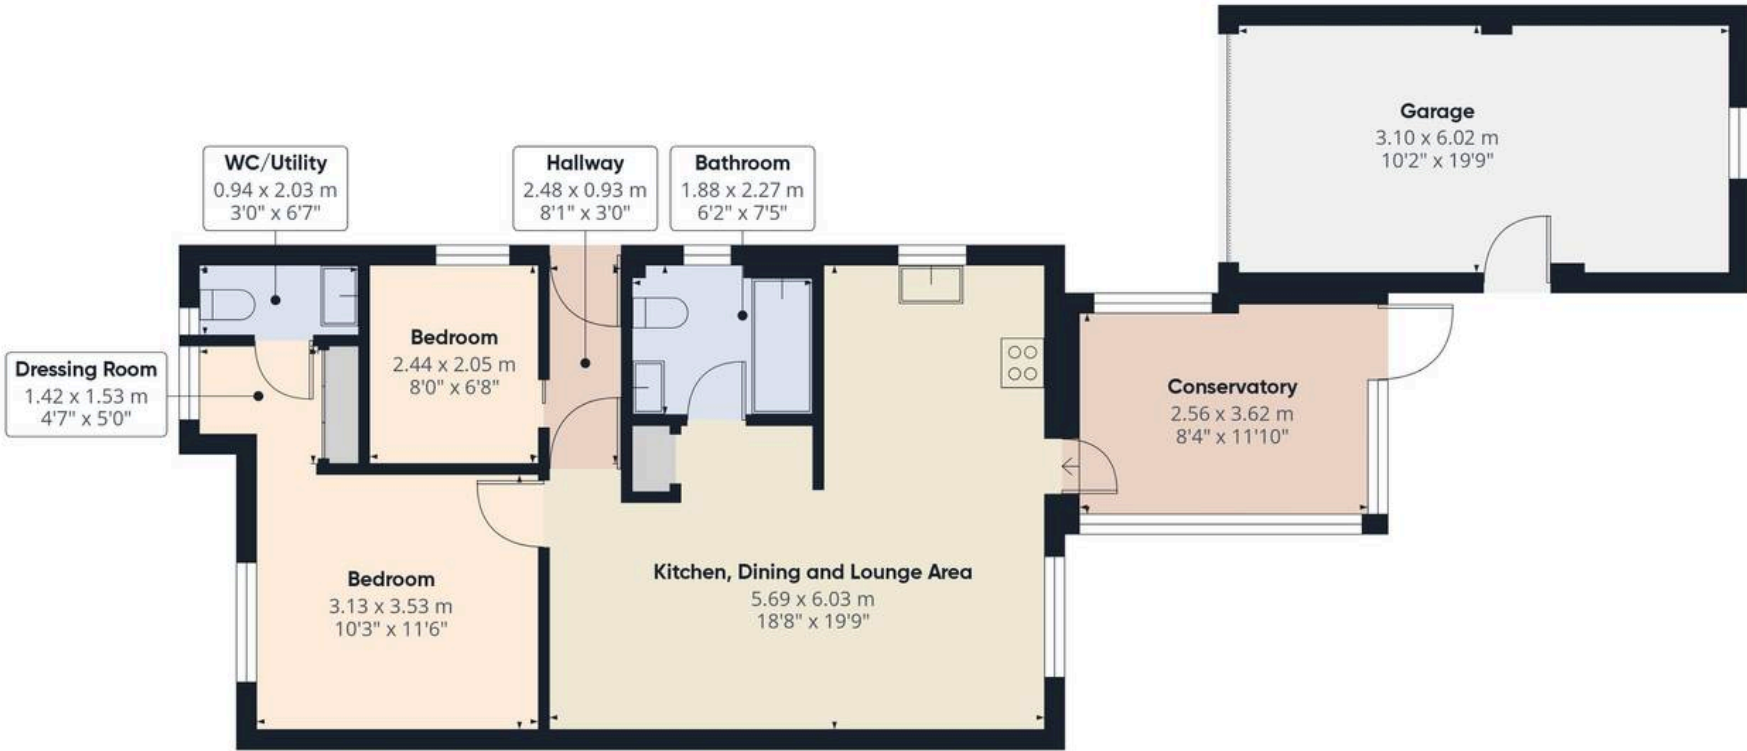 Garage
3.10 x 6.02 m
10'2" x 19'9"
WC/Utility
0.94 x 2.03 m
3'0" x 6'7"
Hallway
2.48 x 0.93 m
8'1" x 3'0"
Bathroom
1.88 x 2.27 m
6'2" x 7'5"
Dressing Room
1.42 x 1.53 m
4'7" x 5'0"
Bedroom
2.44 x 2.05 m
8'0" x 6'8"
Conservatory
2.56 x 3.62 m
8'4" x 11'10"
Bedroom
3.13 x 3.53 m
10'3" x 11'6"
Kitchen, Dining and Lounge Area
5.69 x 6.03 m
18'8" x 19'9"